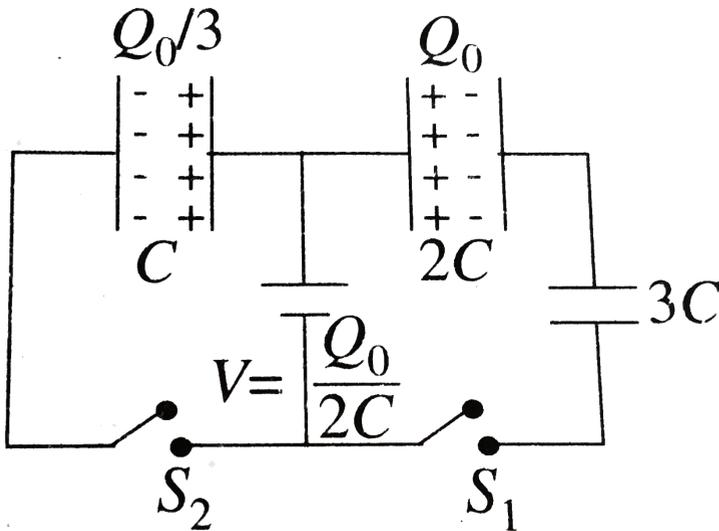 Q₀/3
Q₀
- + + -
- + + -
- + + -
- + + -
C
2C
3C
V= Q₀/2C
S₂
S₁